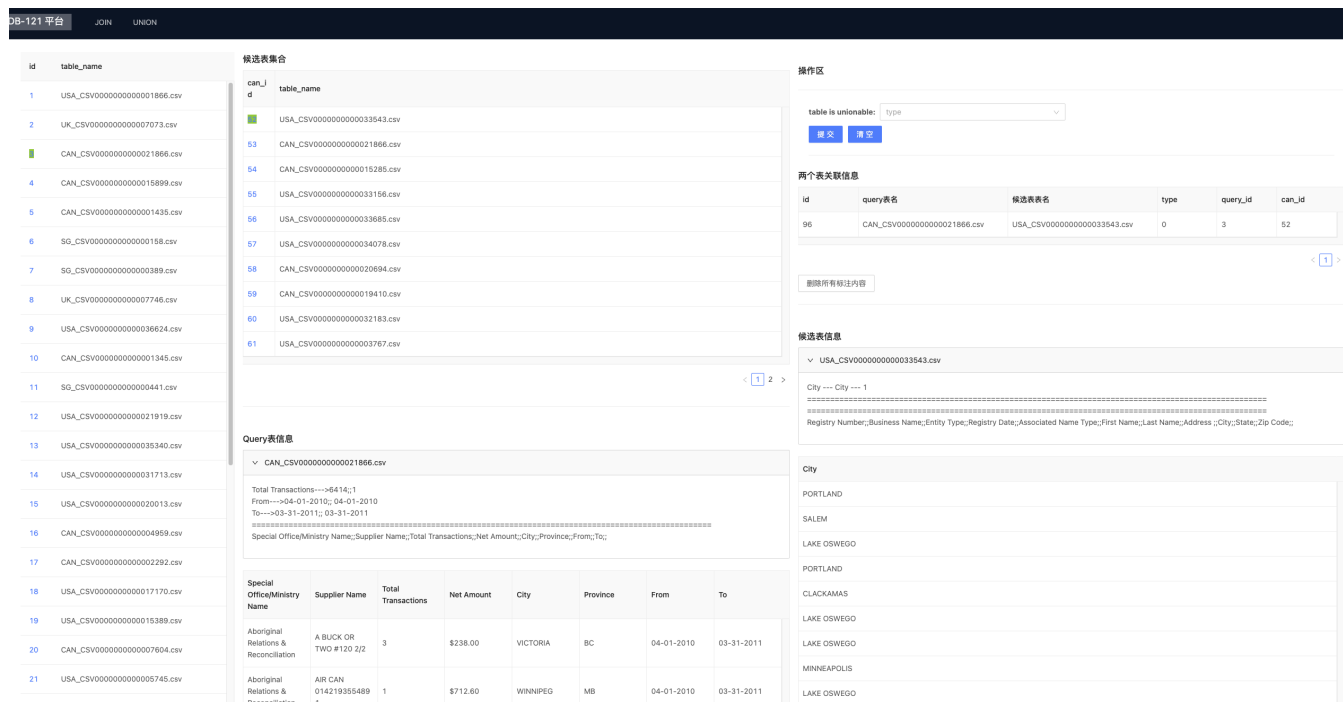 DB-121 平台 JOIN UNION
id table_name
1 USA_CSV0000000000001866.csv
2 UK_CSV0000000000007073.csv
3 CAN_CSV0000000000021866.csv
4 CAN_CSV0000000000015899.csv
5 CAN_CSV0000000000001435.csv
6 SG_CSV0000000000000158.csv
7 SG_CSV0000000000000389.csv
8 UK_CSV0000000000007746.csv
9 USA_CSV0000000000036624.csv
10 CAN_CSV0000000000001345.csv
11 SG_CSV0000000000000441.csv
12 USA_CSV0000000000021919.csv
13 USA_CSV0000000000035340.csv
14 USA_CSV0000000000031713.csv
15 USA_CSV0000000000020013.csv
16 CAN_CSV0000000000004959.csv
17 CAN_CSV0000000000002292.csv
18 USA_CSV0000000000017170.csv
19 USA_CSV0000000000015389.csv
20 CAN_CSV0000000000007604.csv
21 USA_CSV0000000000005745.csv
候选表集合
can_i
d table_name
52 USA_CSV0000000000033543.csv
53 CAN_CSV0000000000021866.csv
54 CAN_CSV0000000000015285.csv
55 USA_CSV0000000000033156.csv
56 USA_CSV0000000000033685.csv
57 USA_CSV0000000000034078.csv
58 CAN_CSV0000000000020694.csv
59 CAN_CSV0000000000019410.csv
60 USA_CSV0000000000032183.csv
61 USA_CSV0000000000003767.csv
< 1 2 >
Query表信息
CAN_CSV0000000000021866.csv
Total Transactions--->6414;;1
From--->04-01-2010;; 04-01-2010
To--->03-31-2011;; 03-31-2011
====================================================================================================
Special Office/Ministry Name;;Supplier Name;;Total Transactions;;Net Amount;;City;;Province;;From;;To;;
Special
Office/Ministry
Name
Supplier Name
Total
Transactions
Net Amount City Province From To
Aboriginal
Relations &
Reconciliation
A BUCK OR
TWO #120 2/2
3 $238.00 VICTORIA BC 04-01-2010 03-31-2011
Aboriginal
Relations &
AIR CAN
014219355489
1 $712.60 WINNIPEG MB 04-01-2010 03-31-2011
操作区
table is unionable: type
提 交 清 空
两个表关联信息
id query表名 候选表表名 type query_id can_id
96 CAN_CSV0000000000021866.csv USA_CSV0000000000033543.csv 0 3 52
< 1 >
删除所有标注内容
候选表信息
USA_CSV0000000000033543.csv
City --- City --- 1
====================================================================================================
====================================================================================================
Registry Number;;Business Name;;Entity Type;;Registry Date;;Associated Name Type;;First Name;;Last Name;;Address ;;City;;State;;Zip Code;;
City
PORTLAND
SALEM
LAKE OSWEGO
PORTLAND
CLACKAMAS
LAKE OSWEGO
LAKE OSWEGO
MINNEAPOLIS
LAKE OSWEGO